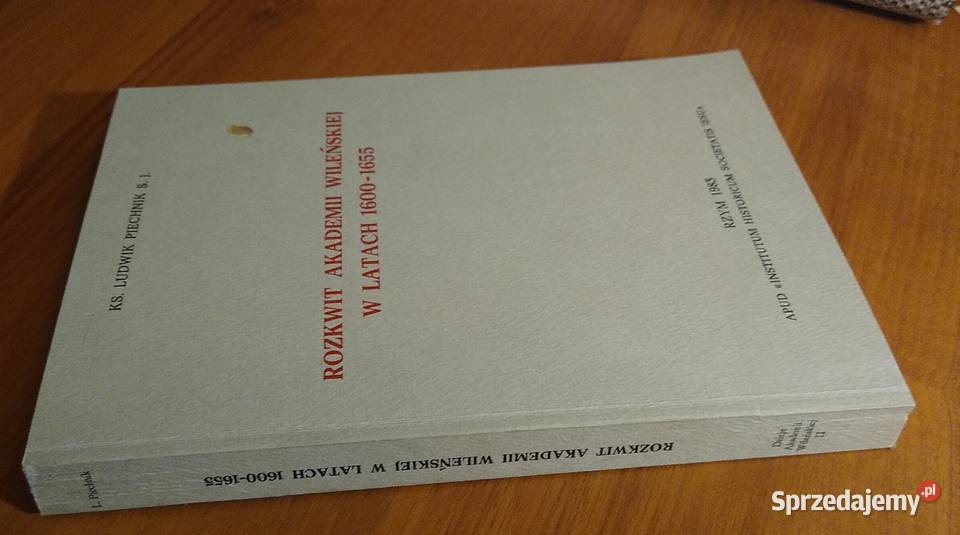 KS. LUDWIK PIECHNIK S. J.
ROZKWIT AKADEMII WILEŃSKIEJ
W LATACH 1600-1655
RZYM 1983
APUD «INSTITUTUM HISTORICUM SOCIETATIS IESU»
L. Piechnik
ROZKWIT AKADEMII WILEŃSKIEJ W LATACH 1600-1655
Dzieje
Akademii
Wileńskiej
II
Sprzedajemy.pl